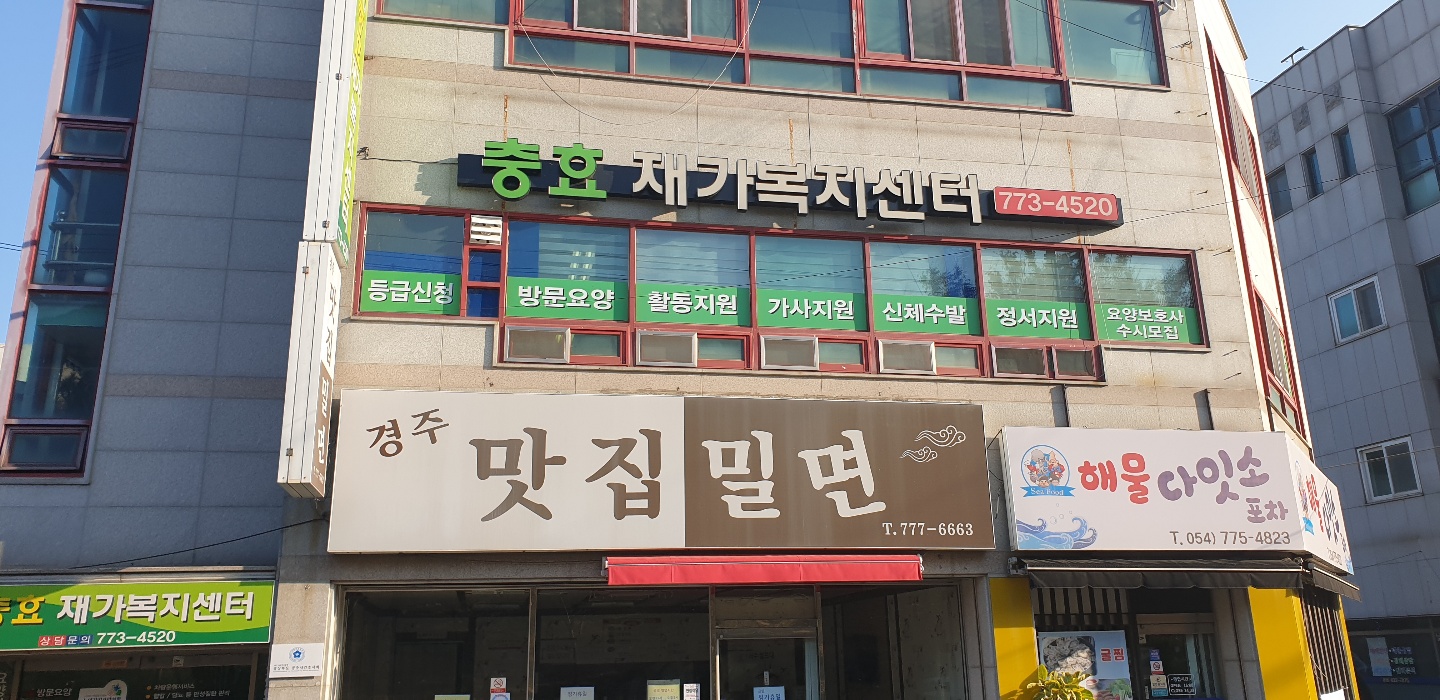 충효 재가복지센터 773-4520
등급신청 방문요양 활동지원 가사지원 신체수발 정서지원 요양보호사
수시모집
경주 맛집 밀면
T. 777-6663
Sea Food
해물 다잇소
포차
T. 054) 775-4823
충효 재가복지센터
상담문의 773-4520
방문요양
굴찜